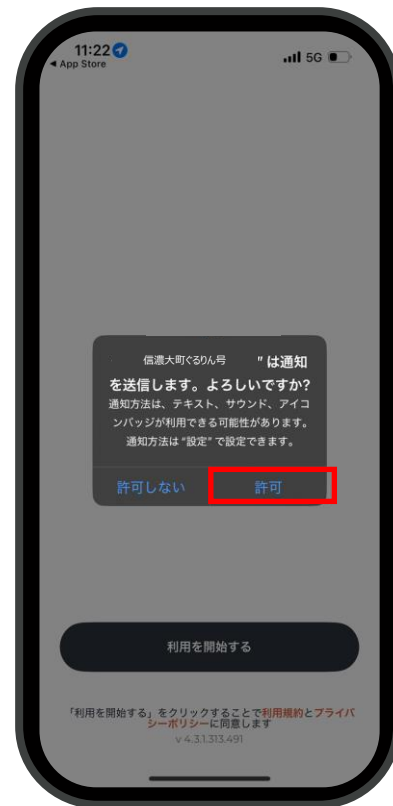 11:22
5G
◀ App Store
信濃大町ぐるりん号 "は通知
を送信します。よろしいですか?
通知方法は、テキスト、サウンド、アイコ
ンバッジが利用できる可能性があります。
通知方法は"設定"で設定できます。
許可しない 許可
利用を開始する
「利用を開始する」をクリックすることで利用規約とプライバ
シーポリシーに同意します
v 4.3.1.313.491